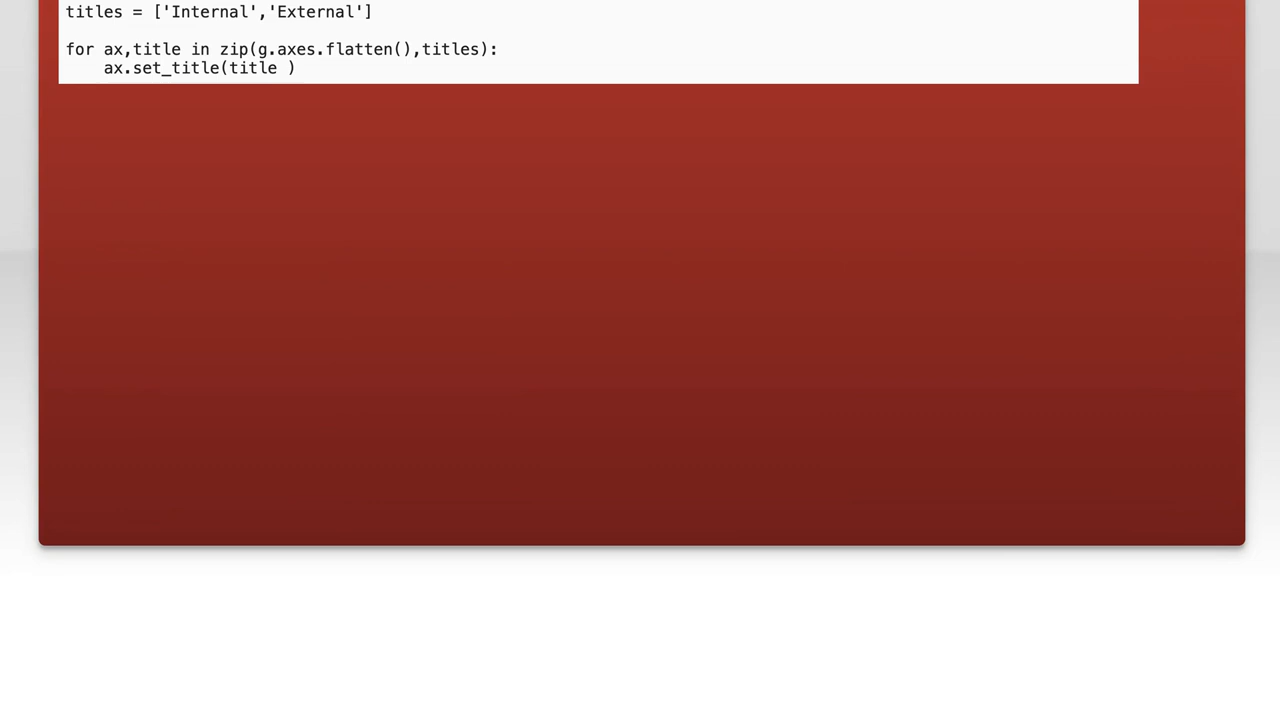 titles = ['Internal','External']
for ax,title in zip(g.axes.flatten(),titles):
    ax.set_title(title )